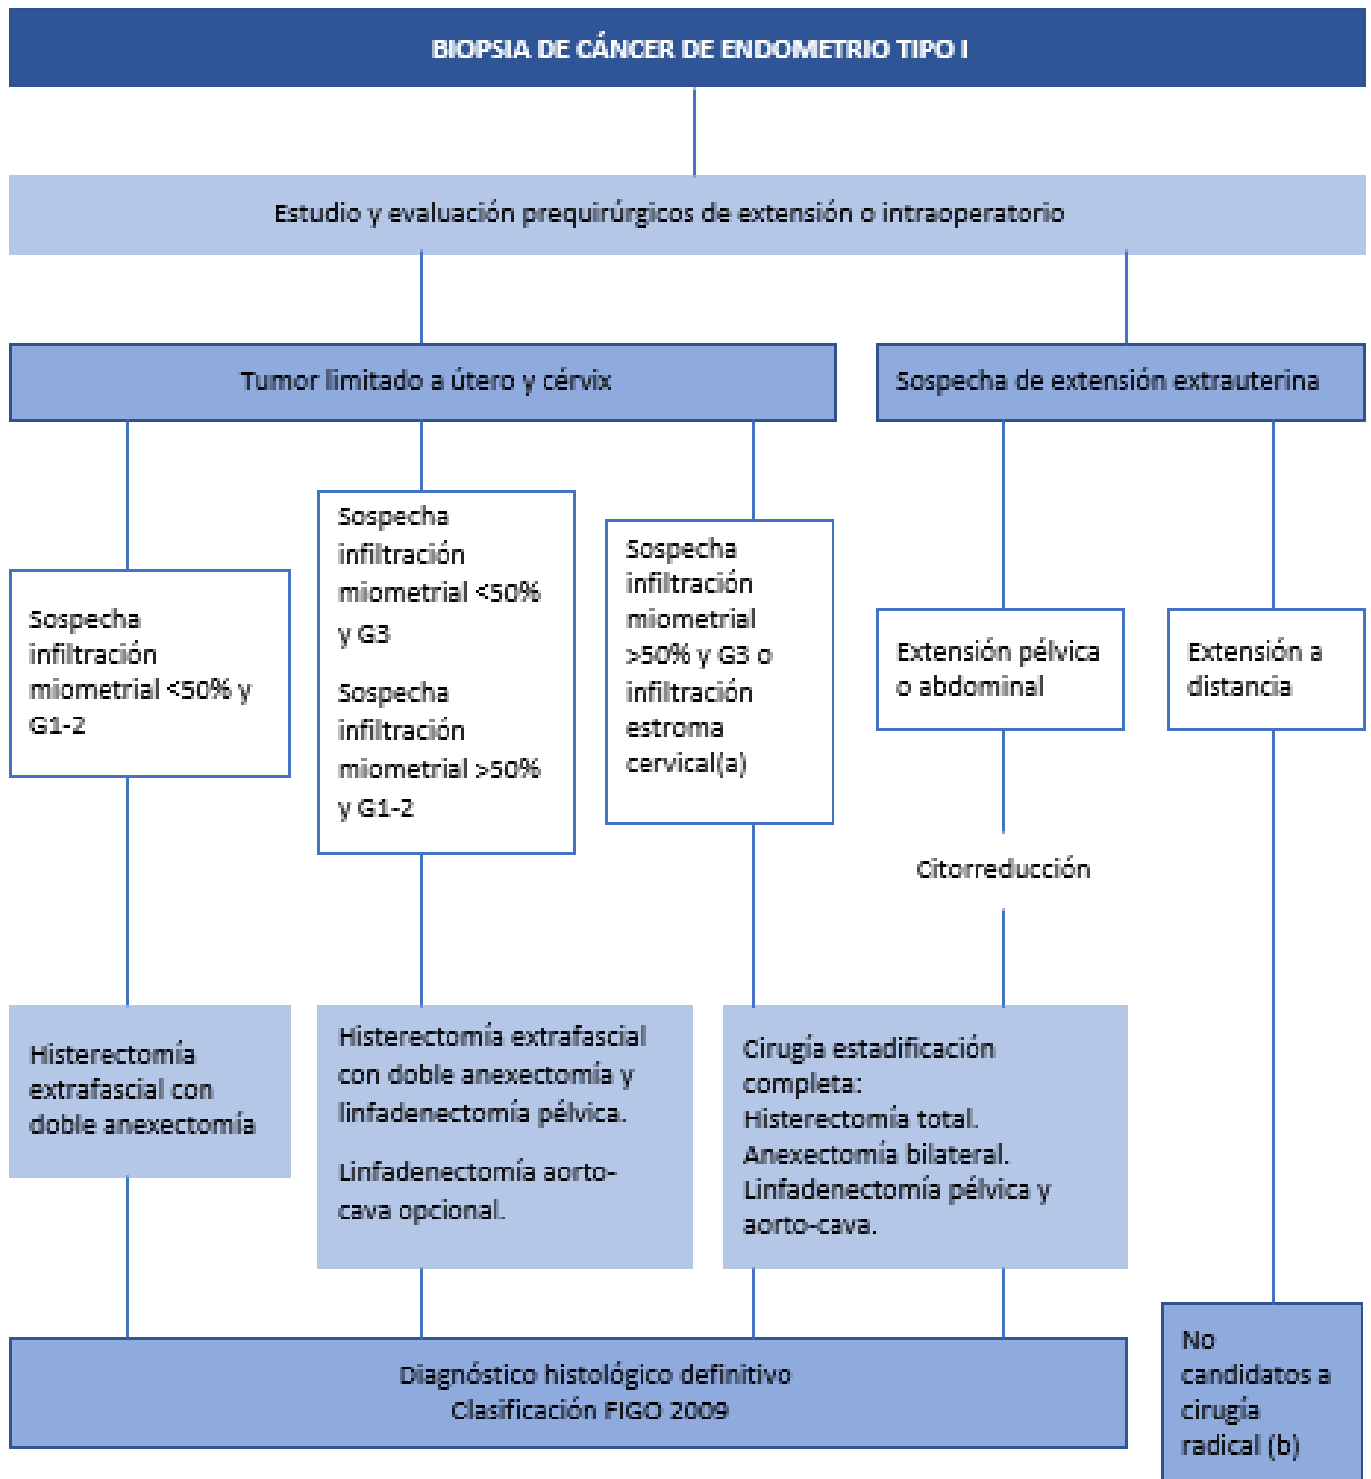 BIOPSIA DE CÁNCER DE ENDOMETRIO TIPO I
Estudio y evaluación prequirúrgicos de extensión o intraoperatorio
Tumor limitado a útero y cérvix
Sospecha de extensión extrauterina
Sospecha
infiltración
miometrial <50% y
G1-2
Sospecha
infiltración
miometrial <50%
y G3
Sospecha
infiltración
miometrial >50%
y G1-2
Sospecha
infiltración
miometrial
>50% y G3 o
infiltración
estroma
cervical(a)
Extensión pélvica
o abdominal
Extensión a
distancia
Citorreducción
Histerectomía
extrafascial con
doble anexectomía
Histerectomía extrafascial
con doble anexectomía y
linfadenectomía pélvica.
Linfadenectomía aorto-
cava opcional.
Cirugía estadificación
completa:
Histerectomía total.
Anexectomía bilateral.
Linfadenectomía pélvica y
aorto-cava.
Diagnóstico histológico definitivo
Clasificación FIGO 2009
No
candidatos a
cirugía
radical (b)